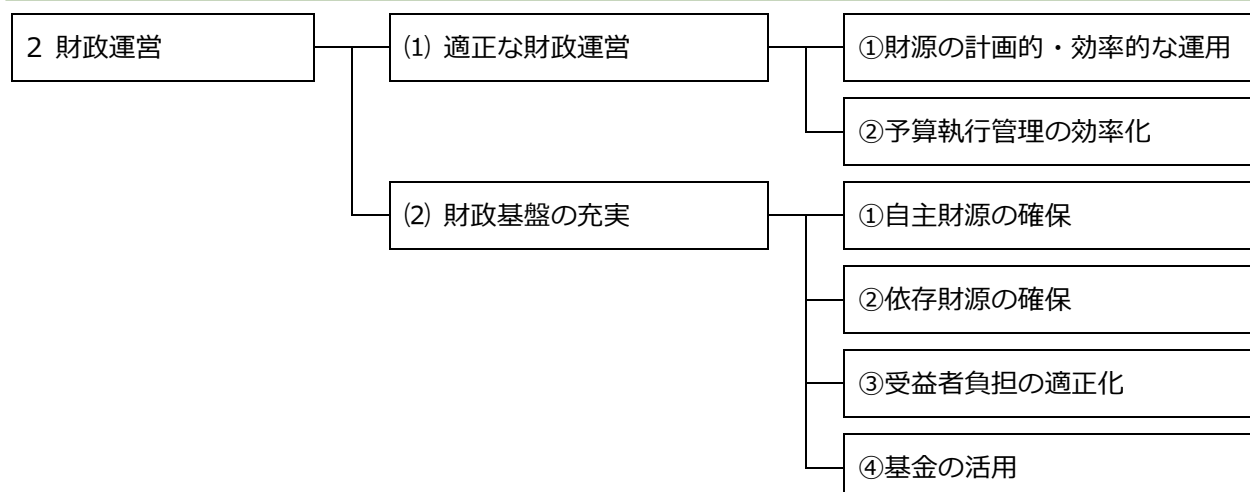 2 財政運営
⑴ 適正な財政運営
①財源の計画的・効率的な運用
②予算執行管理の効率化
⑵ 財政基盤の充実
①自主財源の確保
②依存財源の確保
③受益者負担の適正化
④基金の活用